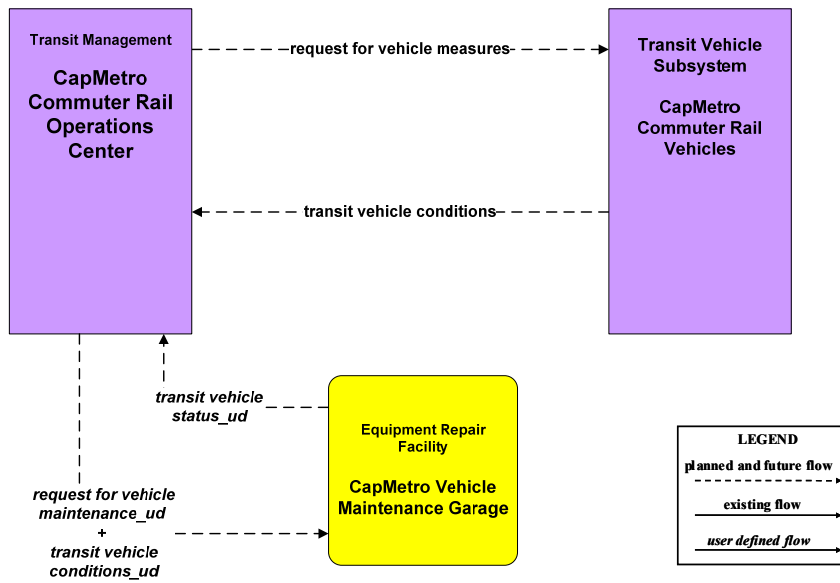 Transit Management
CapMetro
Commuter Rail
Operations
Center
request for vehicle measures
Transit Vehicle
Subsystem
CapMetro
Commuter Rail
Vehicles
transit vehicle conditions
transit vehicle
status_ud
Equipment Repair
Facility
CapMetro Vehicle
Maintenance Garage
request for vehicle
maintenance_ud
+
transit vehicle
conditions_ud
LEGEND
planned and future flow
existing flow
user defined flow